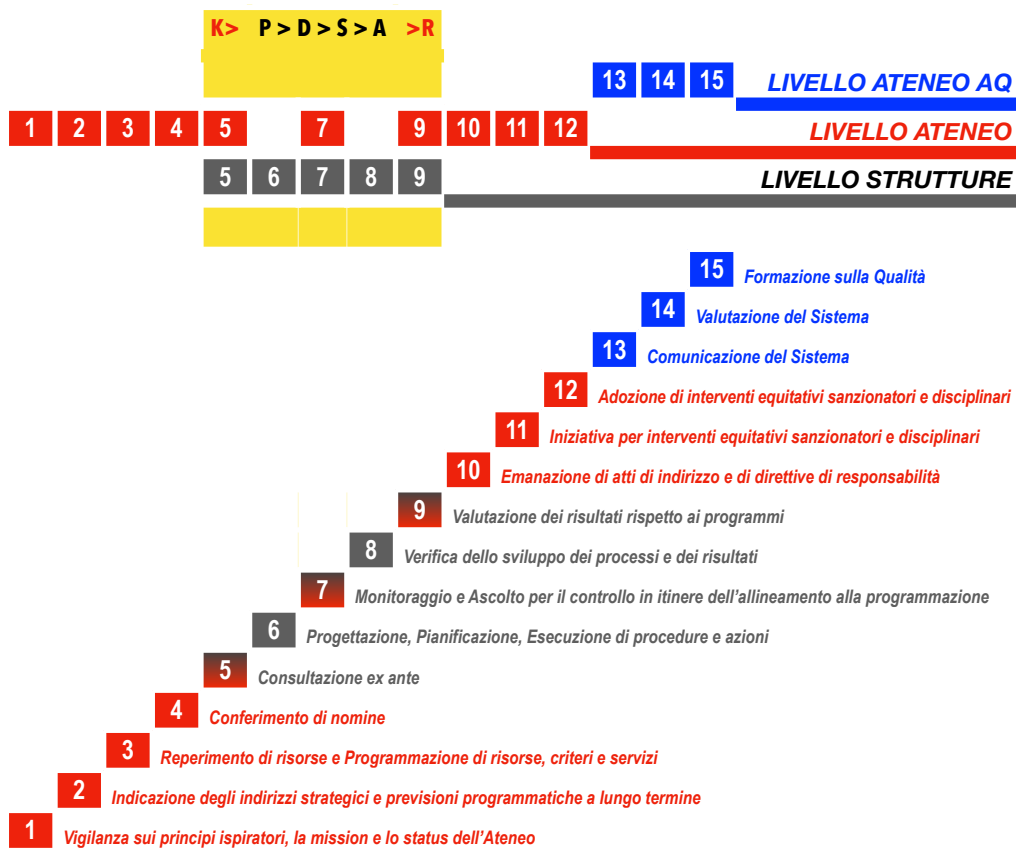 K> P > D > S > A >R
13 14 15 LIVELLO ATENEO AQ
1 2 3 4 5 7 9 10 11 12 LIVELLO ATENEO
5 6 7 8 9 LIVELLO STRUTTURE
15 Formazione sulla Qualità
14 Valutazione del Sistema
13 Comunicazione del Sistema
12 Adozione di interventi equitativi sanzionatori e disciplinari
11 Iniziativa per interventi equitativi sanzionatori e disciplinari
10 Emanazione di atti di indirizzo e di direttive di responsabilità
9 Valutazione dei risultati rispetto ai programmi
8 Verifica dello sviluppo dei processi e dei risultati
7 Monitoraggio e Ascolto per il controllo in itinere dell'allineamento alla programmazione
6 Progettazione, Pianificazione, Esecuzione di procedure e azioni
5 Consultazione ex ante
4 Conferimento di nomine
3 Reperimento di risorse e Programmazione di risorse, criteri e servizi
2 Indicazione degli indirizzi strategici e previsioni programmatiche a lungo termine
1 Vigilanza sui principi ispiratori, la mission e lo status dell'Ateneo